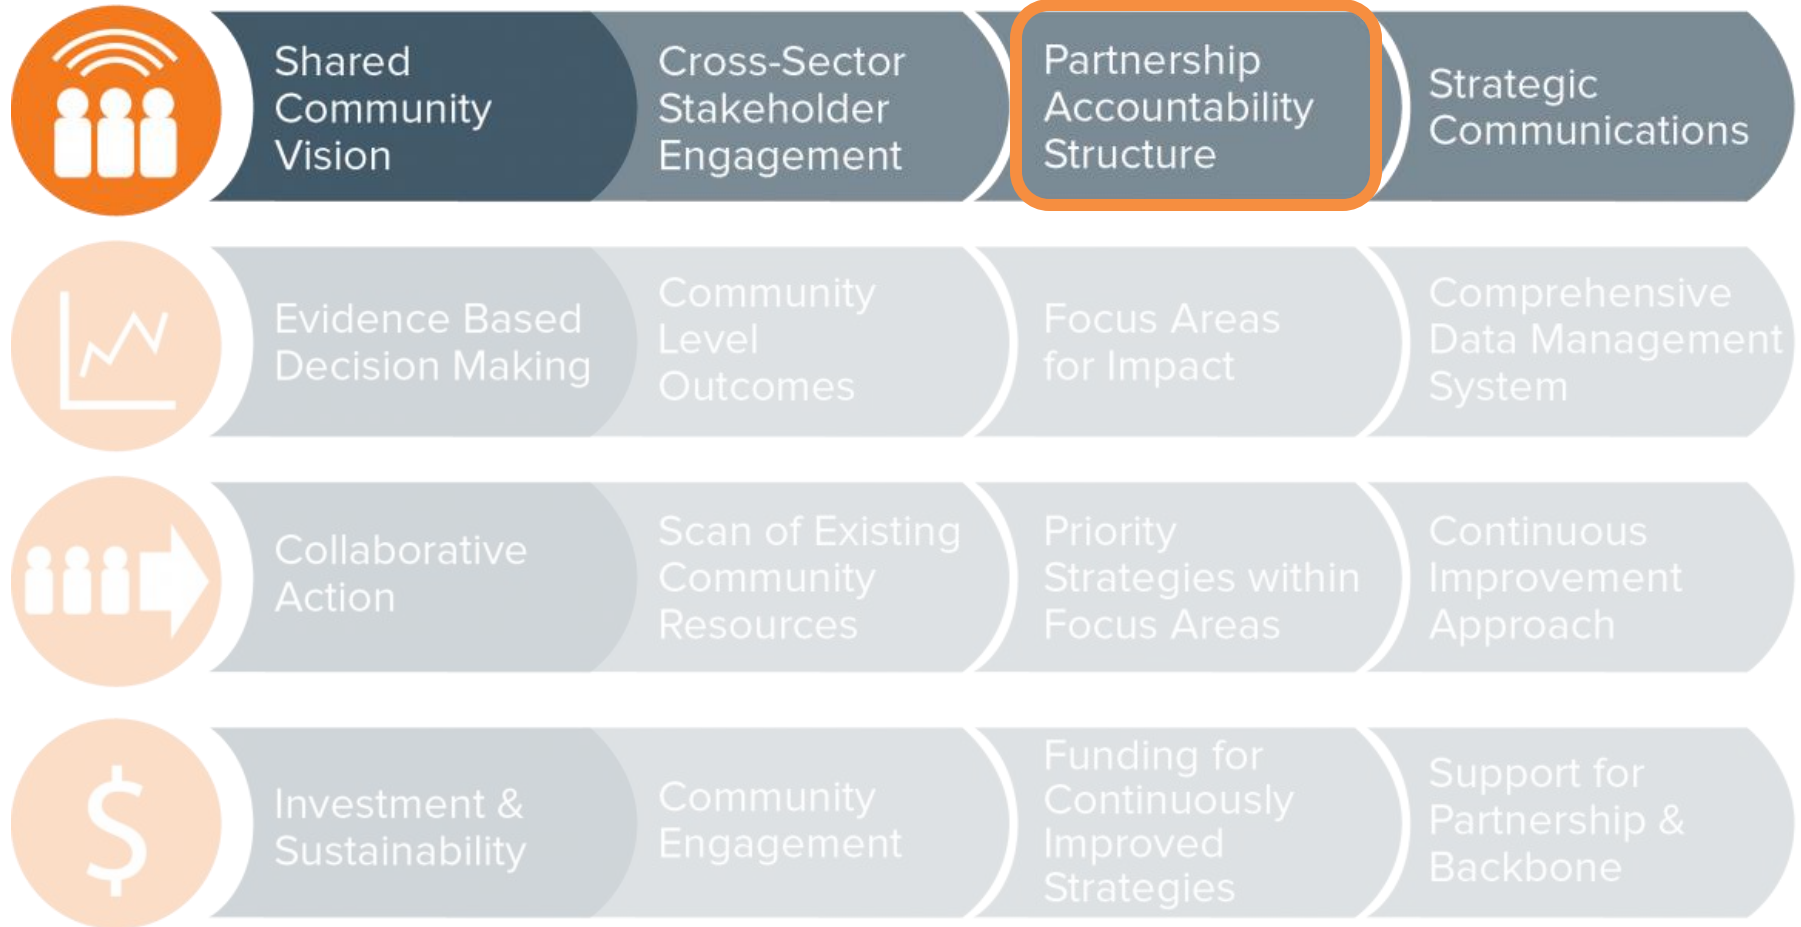 Shared
Community
Vision
Cross-Sector
Stakeholder
Engagement
Partnership
Accountability
Structure
Strategic
Communications
Evidence Based
Decision Making
Community
Level
Outcomes
Focus Areas
for Impact
Comprehensive
Data Management
System
Collaborative
Action
Scan of Existing
Community
Resources
Priority
Strategies within
Focus Areas
Continuous
Improvement
Approach
$
Investment &
Sustainability
Community
Engagement
Funding for
Continuously
Improved
Strategies
Support for
Partnership &
Backbone